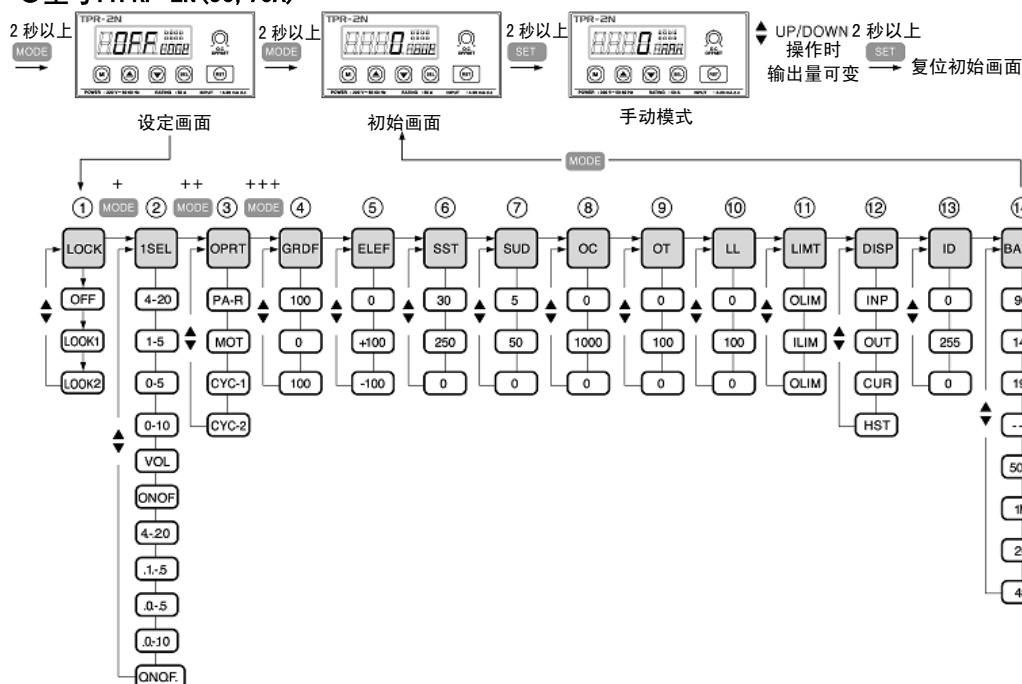 TPR-2N
TPR-2N
TPR-2N
2 秒以上
MODE
2 秒以上
MODE
2 秒以上
SET
UP/DOWN
操作时
输出量可变
2 秒以上
SET
复位初始画面
设定画面
初始画面
手动模式
MODE
+
++
+++
① MODE ② MODE ③ MODE ④ ⑤ ⑥ ⑦ ⑧ ⑨ ⑩ ⑪ ⑫ ⑬
LOCK 1SEL OPRT GRDF ELEF SST SUD OC OT LL LIMT DISP ID BA
OFF 4-20 PA-R 100 0 30 5 0 0 0 OLIM INP 0
LOOK1 1-5 MOT 0 +100 250 50 1000 100 100 ILIM OUT 255
LOOK2 0-5 CYC-1 100 -100 0 0 0 0 0 OLIM CUR 0
0-10 CYC-2 HST
VOL
ONOF
4-.20
.1.-.5
.0.-5
.0.-10
ONOF.